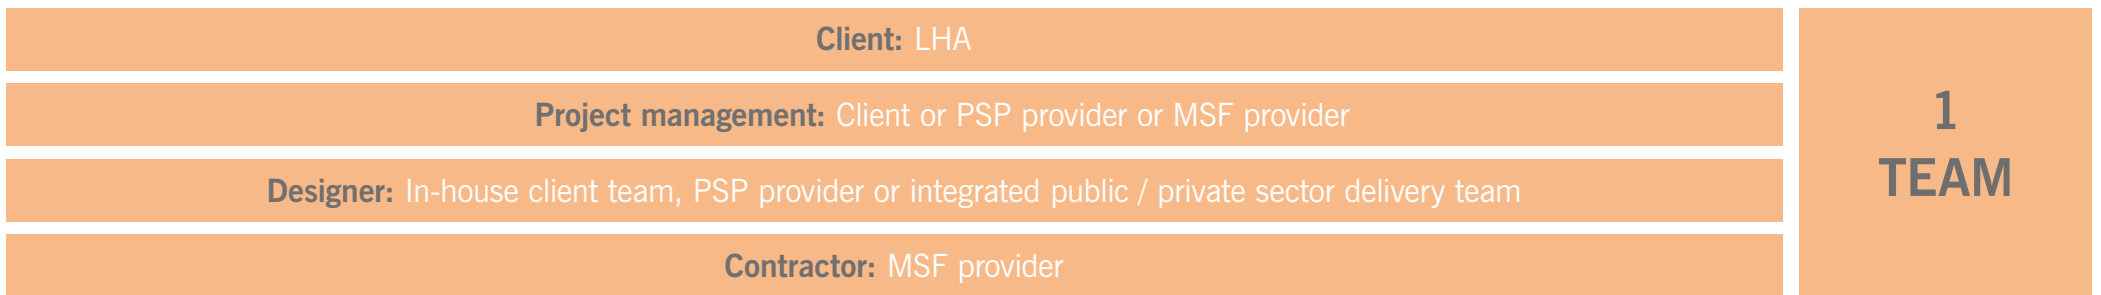 Client: LHA
Project management: Client or PSP provider or MSF provider
Designer: In-house client team, PSP provider or integrated public / private sector delivery team
Contractor: MSF provider
1
TEAM